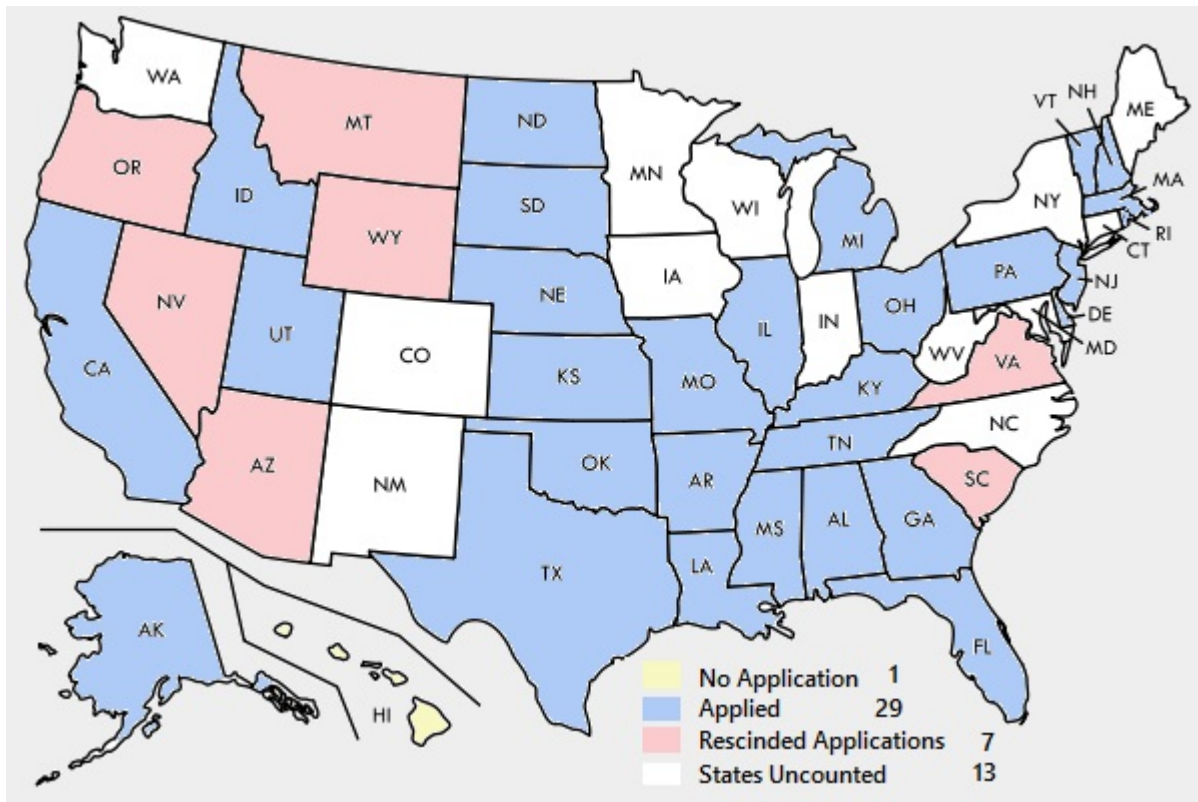 WA
MT
ND
MN
VT
NH
ME
OR
ID
SD
WI
NY
MA
WY
MI
RI
CT
NV
NE
IA
PA
NJ
UT
CO
IL
IN
OH
DE
MD
WV
VA
CA
KS
MO
KY
NC
AZ
NM
OK
AR
TN
SC
TX
LA
MS
AL
GA
AK
FL
HI
No Application 1
Applied 29
Rescinded Applications 7
States Uncounted 13